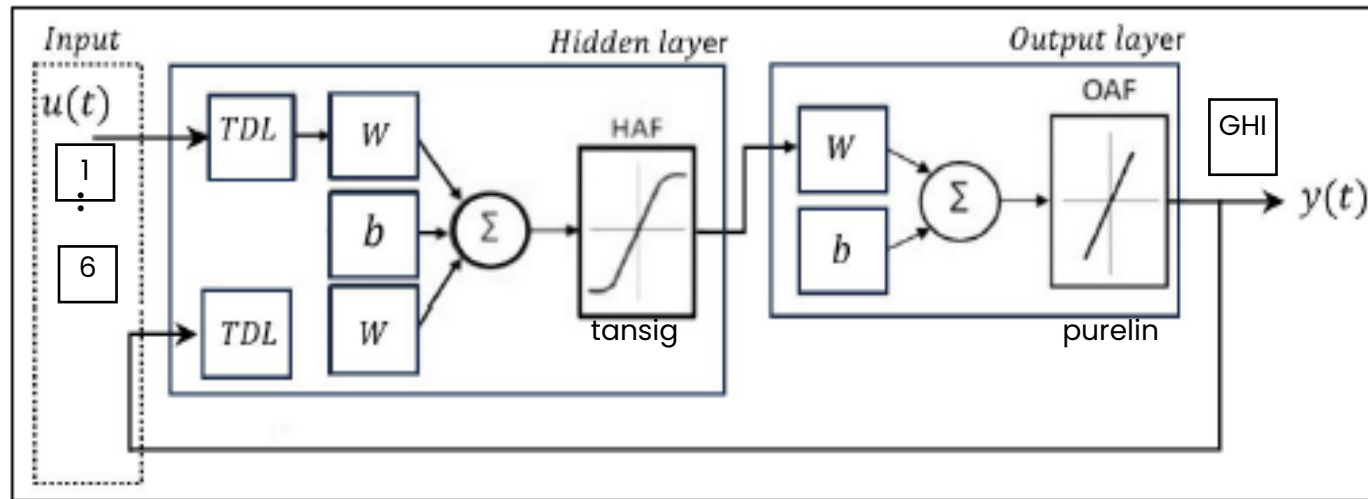 Input
Hidden layer
Output layer
u(t)
1
:
6
TDL
W
b
TDL
W
Σ
HAF
tansig
W
b
Σ
OAF
purelin
GHI
y(t)